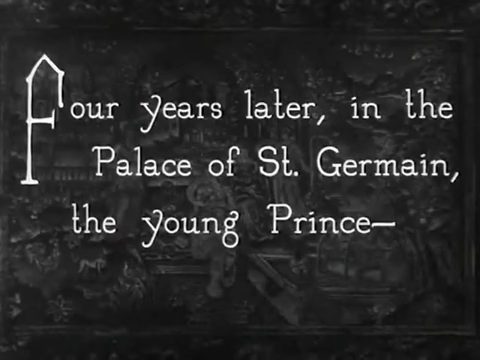 Four years later, in the
Palace of St. Germain,
the young Prince—